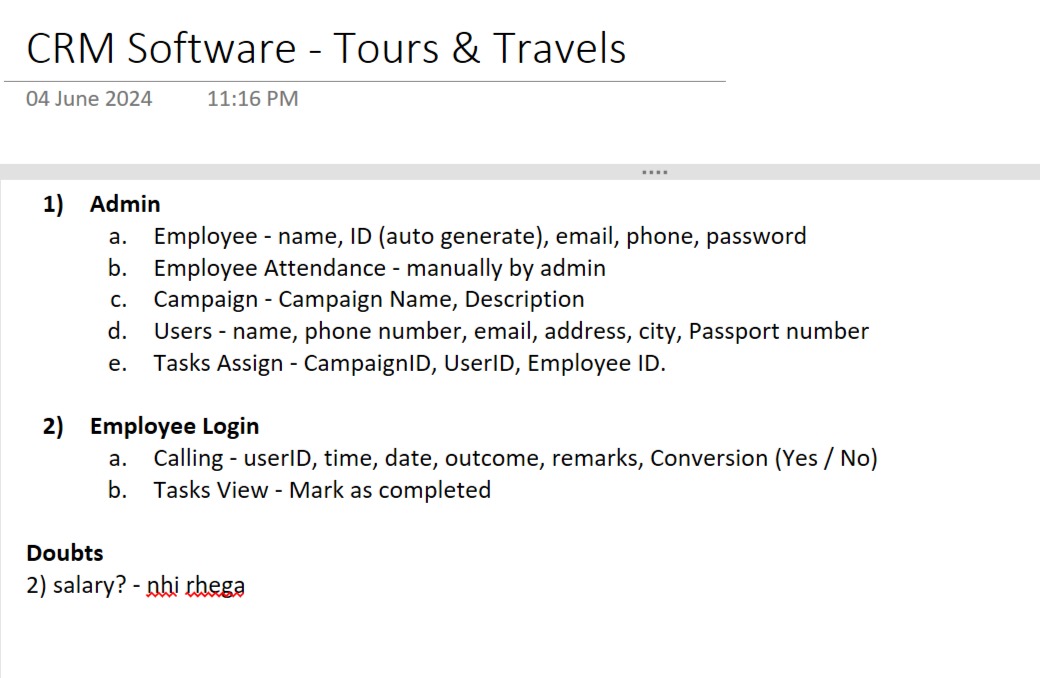 CRM Software - Tours & Travels
04 June 2024 11:16 PM
1) Admin
a. Employee - name, ID (auto generate), email, phone, password
b. Employee Attendance - manually by admin
c. Campaign - Campaign Name, Description
d. Users - name, phone number, email, address, city, Passport number
e. Tasks Assign - CampaignID, UserID, Employee ID.
2) Employee Login
a. Calling - userID, time, date, outcome, remarks, Conversion (Yes / No)
b. Tasks View - Mark as completed
Doubts
2) salary? - nhi rhega